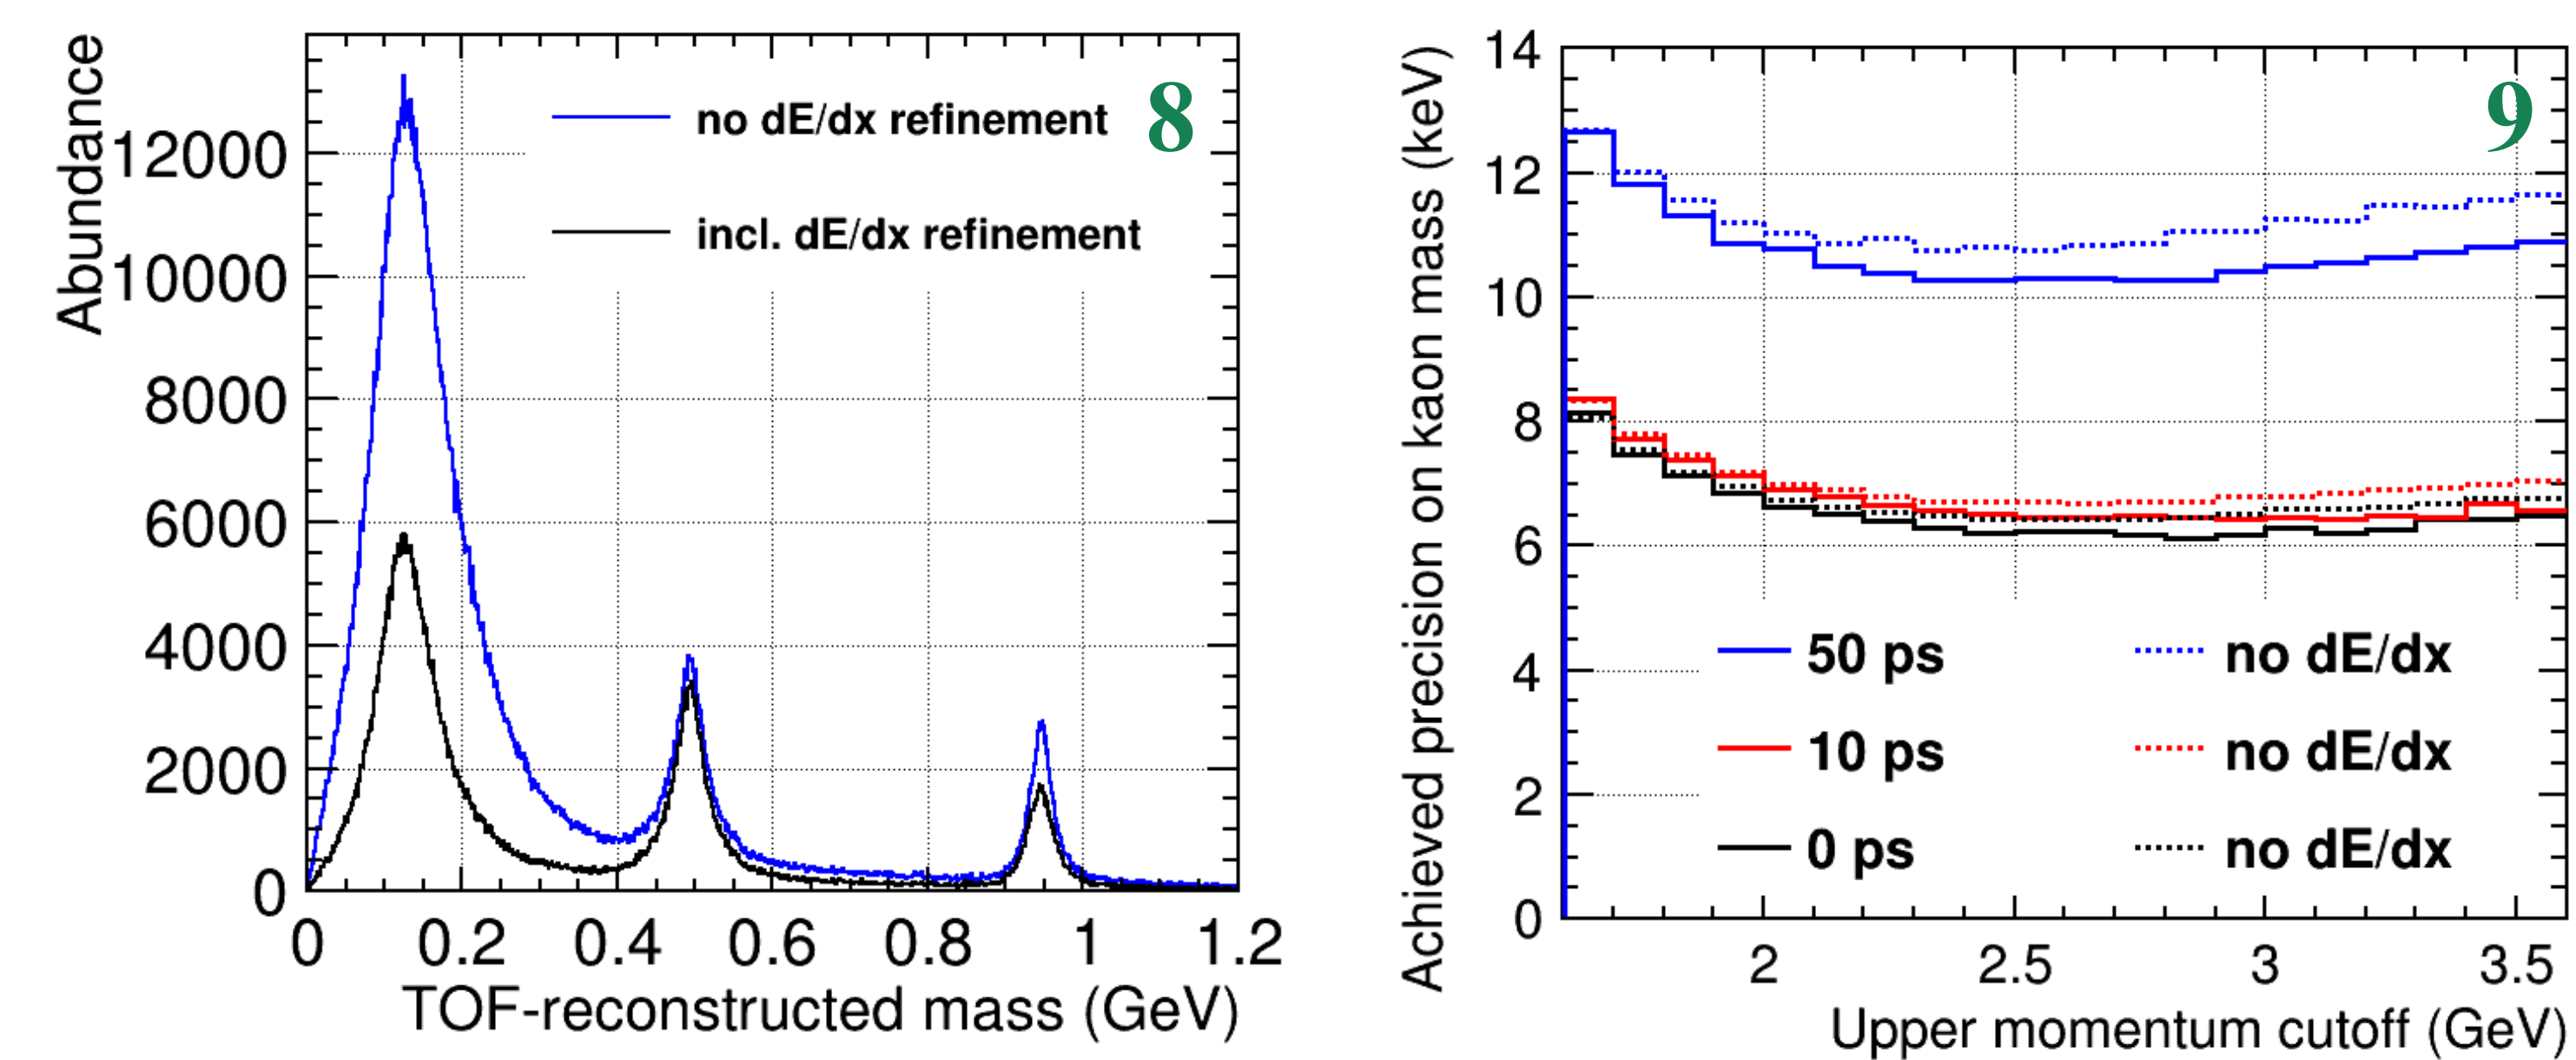 Abundance
12000
10000
8000
6000
4000
2000
0
0 0.2 0.4 0.6 0.8 1 1.2
TOF-reconstructed mass (GeV)
no dE/dx refinement
incl. dE/dx refinement
8
Achieved precision on kaon mass (keV)
14
12
10
8
6
4
2
0
2 2.5 3 3.5
Upper momentum cutoff (GeV)
9
50 ps no dE/dx
10 ps no dE/dx
0 ps no dE/dx